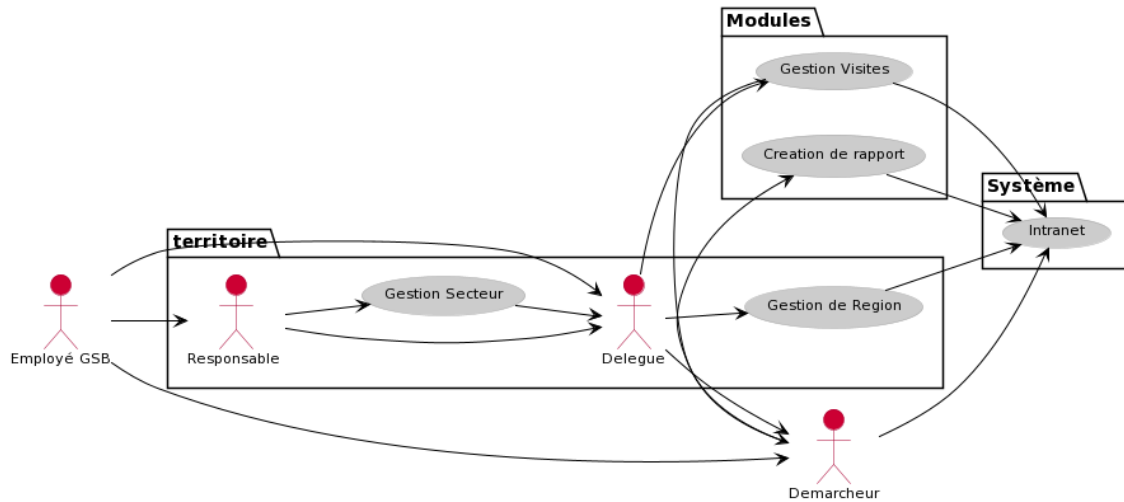 Modules
Gestion Visites
Creation de rapport
Système
Intranet
territoire
Gestion Secteur
Gestion de Region
Employé GSB
Responsable
Delegue
Demarcheur